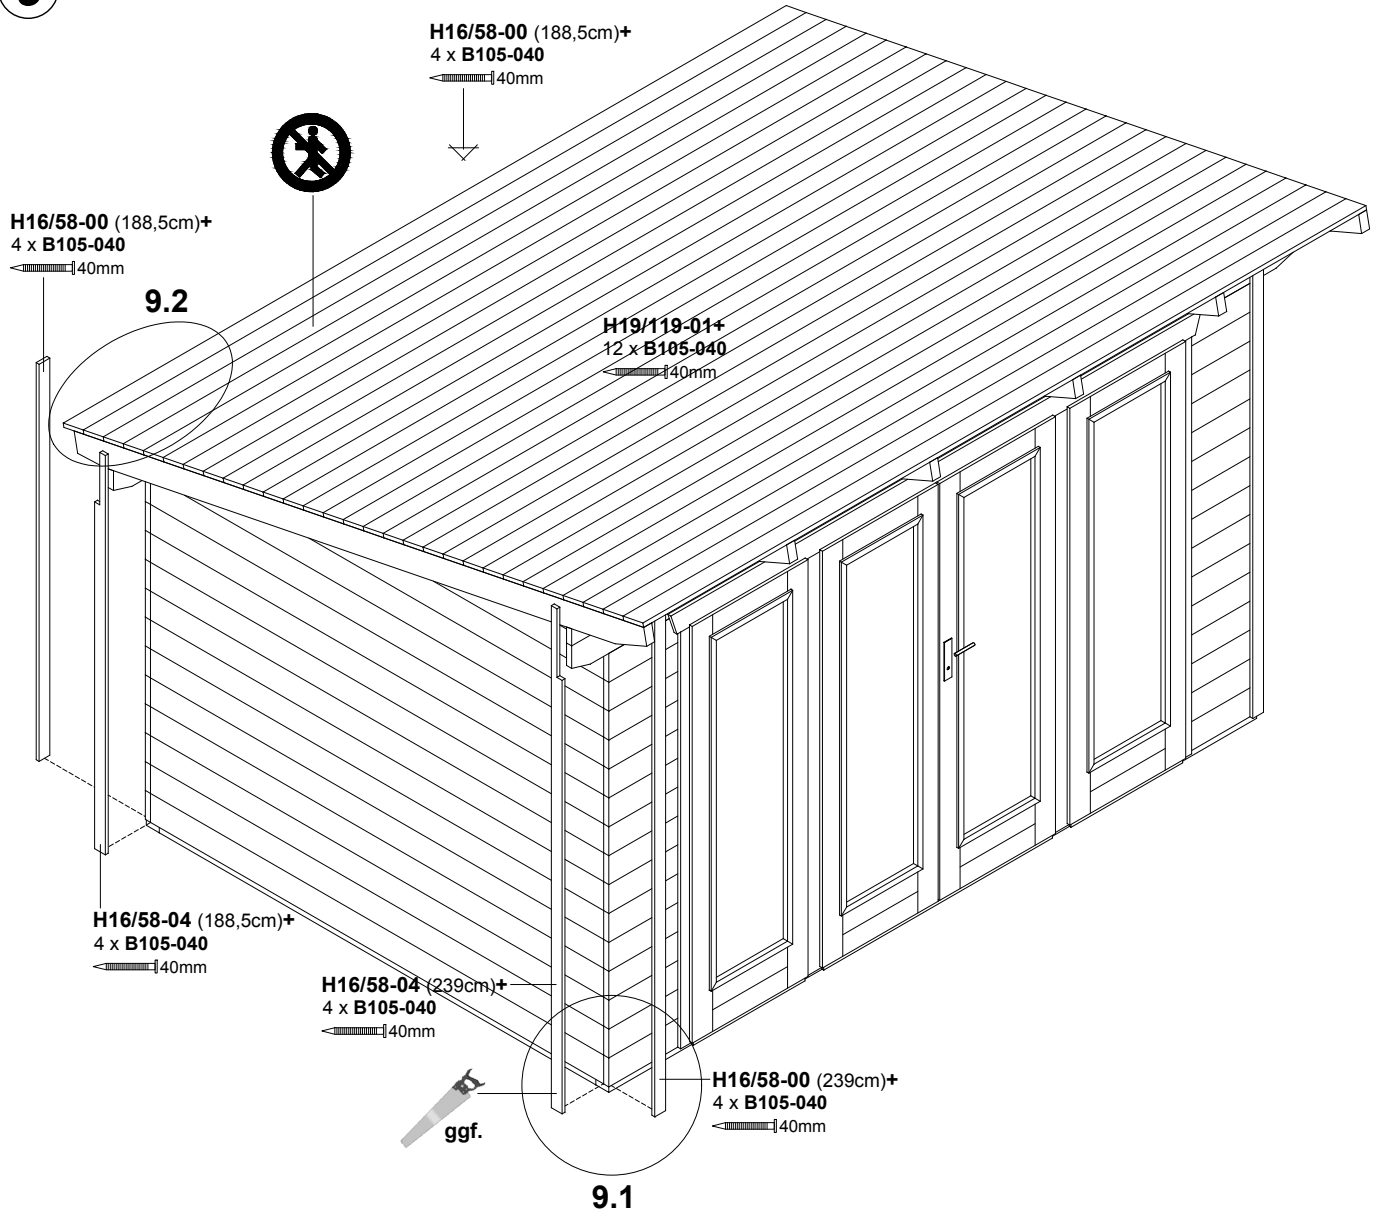 H16/58-00 (188,5cm)+
4 x B105-040
40mm
H16/58-00 (188,5cm)+
4 x B105-040
40mm
9.2
H19/119-01+
12 x B105-040
40mm
H16/58-04 (188,5cm)+
4 x B105-040
40mm
H16/58-04 (239cm)+
4 x B105-040
40mm
H16/58-00 (239cm)+
4 x B105-040
40mm
ggf.
9.1